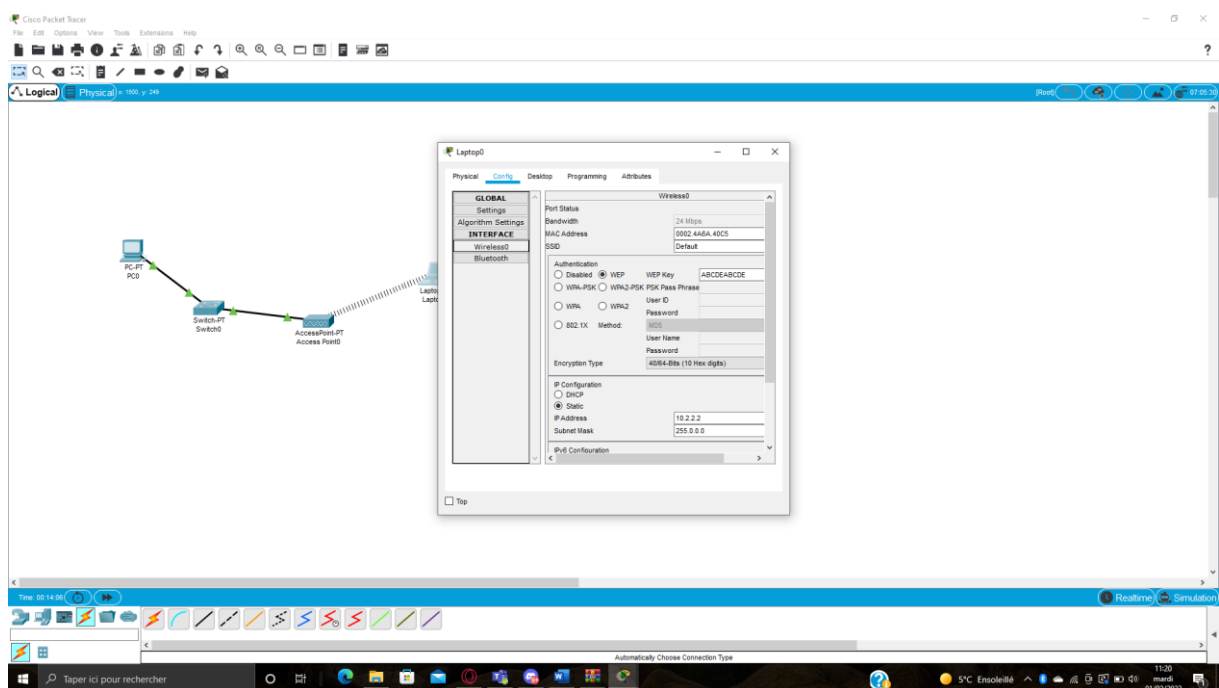 Cisco Packet Tracer
File Edit Options View Tools Extensions Help
?
Logical Physical x: 1500, y: 249 [Root] 07:05:30
Laptop0
Physical Config Desktop Programming Attributes
GLOBAL
Settings
Algorithm Settings
INTERFACE
Wireless0
Bluetooth
Wireless0
Port Status
Bandwidth 24 Mbps
MAC Address 0002.4A6A.40C5
SSID Default
Authentication
Disabled WEP WEP Key ABCDEABCDE
WPA-PSK WPA2-PSK PSK Pass Phrase
User ID
WPA WPA2
Password
802.1X Method: MD5
User Name
Password
Encryption Type 40/64-Bits (10 Hex digits)
IP Configuration
DHCP
Static
IP Address 10.2.2.2
Subnet Mask 255.0.0.0
IPv6 Configuration
Top
PC-PT
PC0
Switch-PT
Switch0
AccessPoint-PT
Access Point0
Lapto
Lapto
Time: 00:14:06 Realtime Simulation
Automatically Choose Connection Type
Taper ici pour rechercher 5°C Ensoleillé 11:20
mardi
01/02/2022